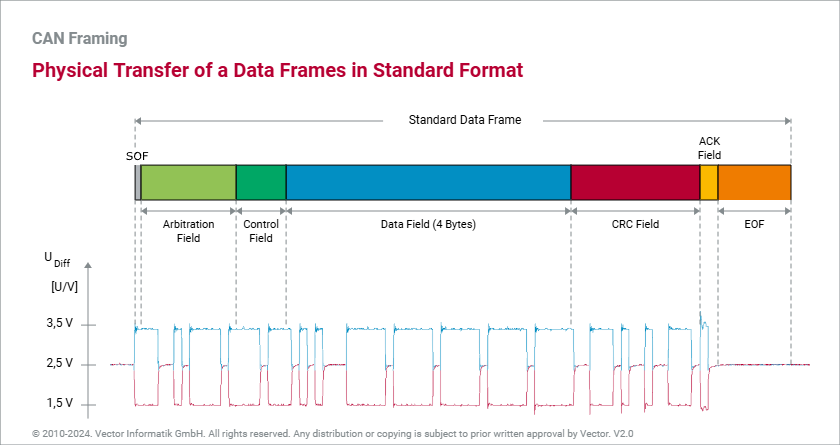 CAN Framing
Physical Transfer of a Data Frames in Standard Format
Standard Data Frame
SOF
ACK
Field
Arbitration
Field
Control
Field
Data Field (4 Bytes)
CRC Field
EOF
U Diff
[U/V]
3,5 V
2,5 V
1,5 V
© 2010-2024. Vector Informatik GmbH. All rights reserved. Any distribution or copying is subject to prior written approval by Vector. V2.0